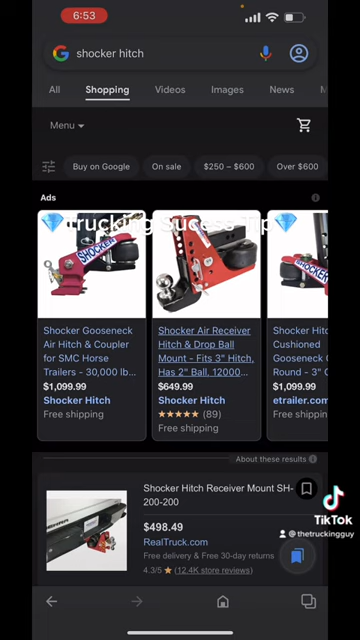 6:53
shocker hitch
All Shopping Videos Images News
Menu
Buy on Google On sale $250 – $600 Over $600
Ads
💎Trucking Success Tip💎
SHOCKER
Shocker Gooseneck
Air Hitch & Coupler
for SMC Horse
Trailers - 30,000 lb...
$1,099.99
Shocker Hitch
Free shipping
Shocker Air Receiver
Hitch & Drop Ball
Mount - Fits 3" Hitch,
Has 2" Ball, 12000...
$649.99
Shocker Hitch
(89)
Free shipping
Shocker Hitc
Cushioned
Gooseneck C
Round - 3" O
$1,099.99
etrailer.com
Free shipping
About these results
Shocker Hitch Receiver Mount SH-
200-200
$498.49
RealTruck.com
Free delivery & Free 30-day returns
4.3/5 ★ (12.4K store reviews)
TikTok
@thetruckingguy